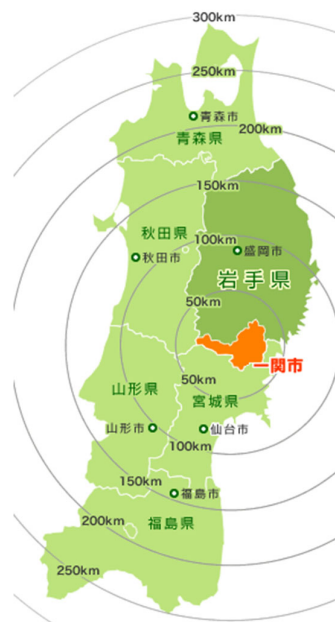 300km
250km
青森市
200km
青森県
150km
秋田県
100km
盛岡市
秋田市
岩手県
50km
一関市
50km
山形県
宮城県
山形市
仙台市
100km
150km
福島市
200km
福島県
250km